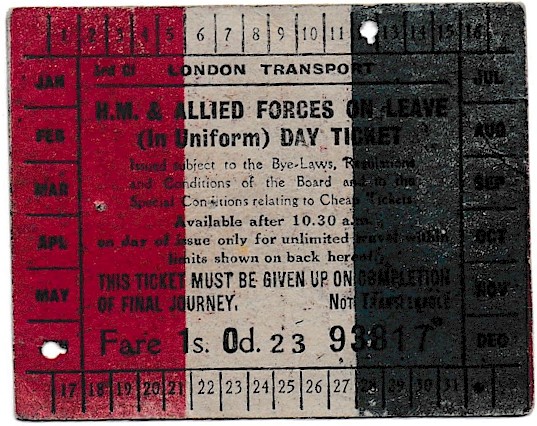 1 2 3 4 5 6 7 8 9 10 11 13 14 15 16
3rd Cl LONDON TRANSPORT
JAN JUL
H.M. & ALLIED FORCES ON LEAVE
FEB AUG
(In Uniform) DAY TICKET
Issued subject to the Bye-Laws, Regulations
and Conditions of the Board and in the
MAR SEP
Special Conditions relating to Cheap Tickets
Available after 10.30 a.m.
APL OCT
on day of issue only for unlimited travel within
limits shown on back hereof.
THIS TICKET MUST BE GIVEN UP ON COMPLETION
MAY NOV
OF FINAL JOURNEY. Not Transferable
Fare 1s. 0d. 23 93817
DEC
17 18 19 20 21 22 23 24 25 26 27 28 29 30 31